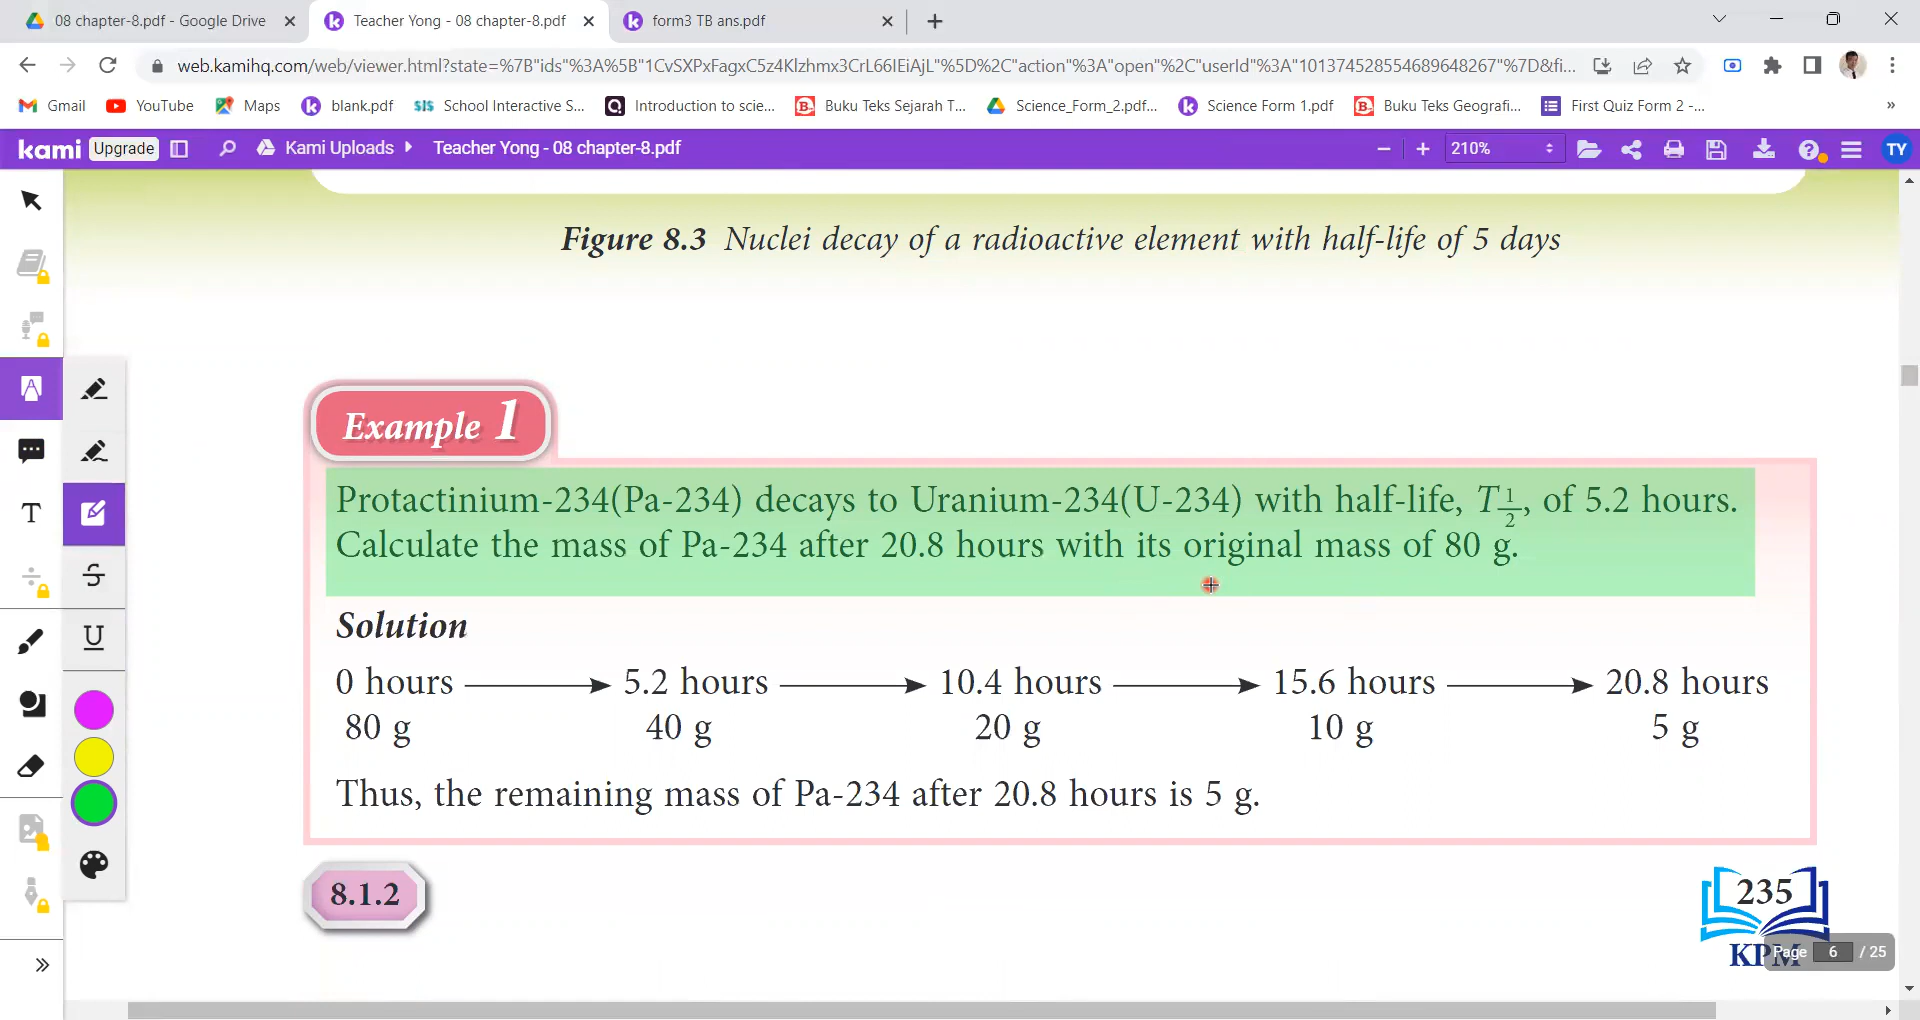 08 chapter-8.pdf - Google Drive
Teacher Yong - 08 chapter-8.pdf
form3 TB ans.pdf
web.kamihq.com/web/viewer.html?state=%7B"ids"%3A%5B"1CvSXPxFagxC5z4Klzhmx3CrL66IEiAjL"%5D%2C"action"%3A"open"%2C"userId"%3A"101374528554689648267"%7D&fi...
Gmail
YouTube
Maps
blank.pdf
SIS School Interactive S...
Introduction to scie...
Buku Teks Sejarah T...
Science_Form_2.pdf...
Science Form 1.pdf
Buku Teks Geografi...
First Quiz Form 2 -...
kami Upgrade
Kami Uploads
Teacher Yong - 08 chapter-8.pdf
210%
TY
Figure 8.3 Nuclei decay of a radioactive element with half-life of 5 days
Example 1
Protactinium-234(Pa-234) decays to Uranium-234(U-234) with half-life, T1/2, of 5.2 hours.
Calculate the mass of Pa-234 after 20.8 hours with its original mass of 80 g.
Solution
0 hours 5.2 hours 10.4 hours 15.6 hours 20.8 hours
80 g 40 g 20 g 10 g 5 g
Thus, the remaining mass of Pa-234 after 20.8 hours is 5 g.
8.1.2
235
KPM
Page 6 / 25